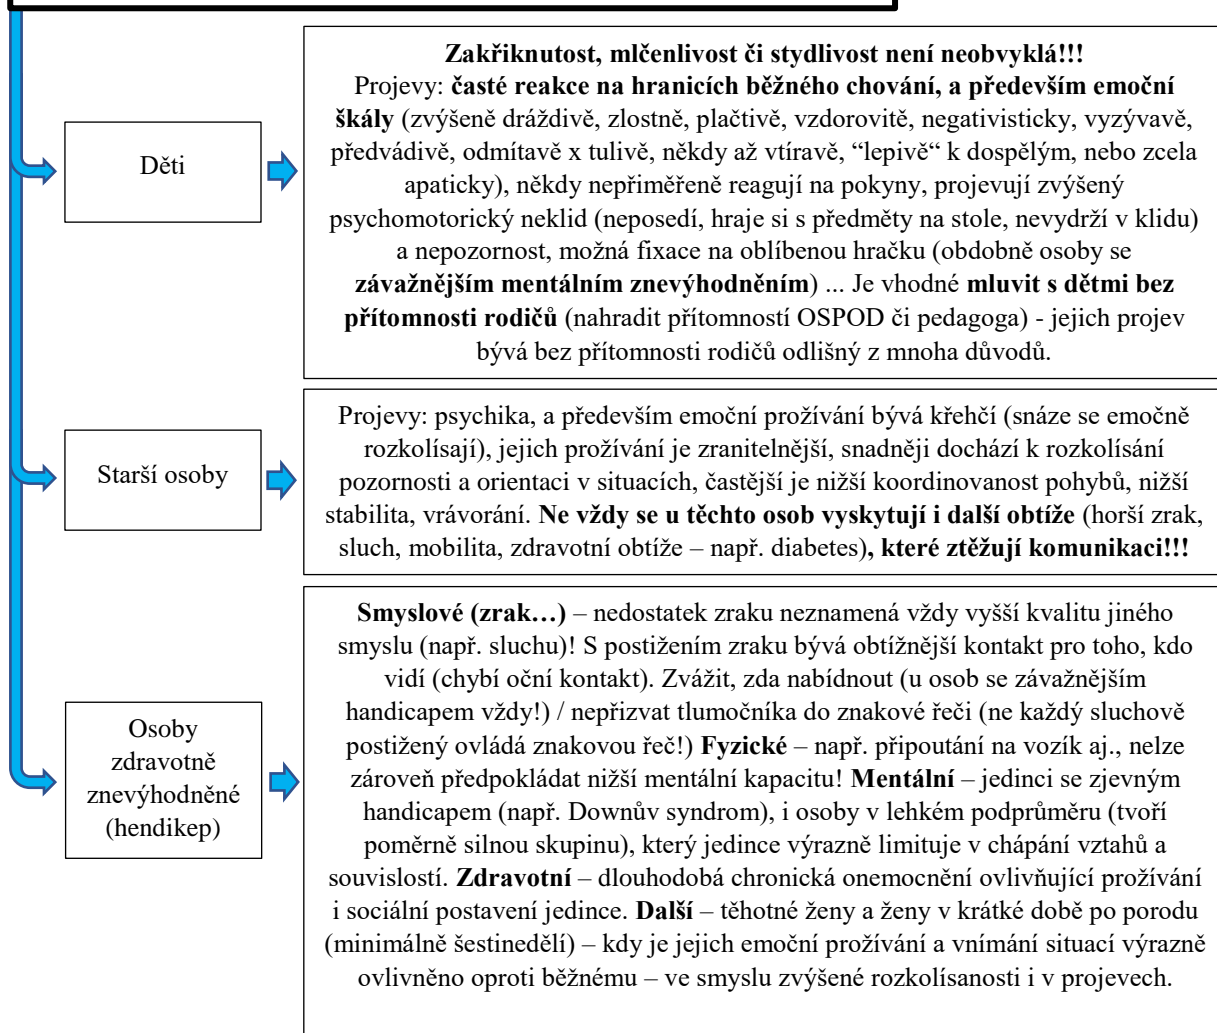 Děti
Zakřiknutost, mlčenlivost či stydlivost není neobvyklá!!!
Projevy: časté reakce na hranicích běžného chování, a především emoční
škály (zvýšeně dráždivě, zlostně, plačtivě, vzdorovitě, negativisticky, vyzývavě,
předvádivě, odmítavě x tulivě, někdy až vtíravě, “lepivě“ k dospělým, nebo zcela
apaticky), někdy nepřiměřeně reagují na pokyny, projevují zvýšený
psychomotorický neklid (neposedí, hraje si s předměty na stole, nevydrží v klidu)
a nepozornost, možná fixace na oblíbenou hračku (obdobně osoby se
závažnějším mentálním znevýhodněním) ... Je vhodné mluvit s dětmi bez
přítomnosti rodičů (nahradit přítomností OSPOD či pedagoga) - jejich projev
bývá bez přítomnosti rodičů odlišný z mnoha důvodů.
Starší osoby
Projevy: psychika, a především emoční prožívání bývá křehčí (snáze se emočně
rozkolísají), jejich prožívání je zranitelnější, snadněji dochází k rozkolísání
pozornosti a orientaci v situacích, častější je nižší koordinovanost pohybů, nižší
stabilita, vrávorání. Ne vždy se u těchto osob vyskytují i další obtíže (horší zrak,
sluch, mobilita, zdravotní obtíže – např. diabetes), které ztěžují komunikaci!!!
Osoby
zdravotně
znevýhodněné
(hendikep)
Smyslové (zrak…) – nedostatek zraku neznamená vždy vyšší kvalitu jiného
smyslu (např. sluchu)! S postižením zraku bývá obtížnější kontakt pro toho, kdo
vidí (chybí oční kontakt). Zvážit, zda nabídnout (u osob se závažnějším
handicapem vždy!) / nepřizvat tlumočníka do znakové řeči (ne každý sluchově
postižený ovládá znakovou řeč!) Fyzické – např. připoutání na vozík aj., nelze
zároveň předpokládat nižší mentální kapacitu! Mentální – jedinci se zjevným
handicapem (např. Downův syndrom), i osoby v lehkém podprůměru (tvoří
poměrně silnou skupinu), který jedince výrazně limituje v chápání vztahů a
souvislostí. Zdravotní – dlouhodobá chronická onemocnění ovlivňující prožívání
i sociální postavení jedince. Další – těhotné ženy a ženy v krátké době po porodu
(minimálně šestinedělí) – kdy je jejich emoční prožívání a vnímání situací výrazně
ovlivněno oproti běžnému – ve smyslu zvýšené rozkolísanosti i v projevech.